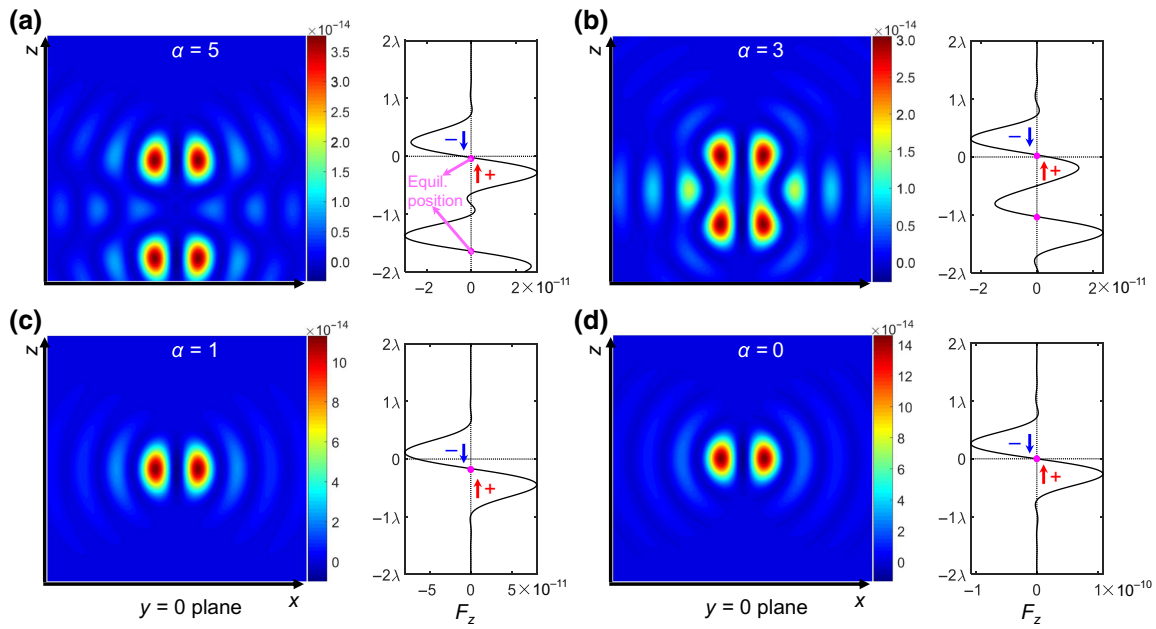 (a)
z
α = 5
×10⁻¹⁴
3.5
3.0
2.5
2.0
1.5
1.0
0.5
0.0
2λ
1λ
0
−1λ
−2λ
−
+
Equil.
position
−2 0 2×10⁻¹¹
(b)
z
α = 3
×10⁻¹⁴
3.0
2.5
2.0
1.5
1.0
0.5
0.0
2λ
1λ
0
−1λ
−2λ
−
+
−2 0 2×10⁻¹¹
(c)
z
α = 1
×10⁻¹⁴
10
8
6
4
2
0
y = 0 plane x
2λ
1λ
0
−1λ
−2λ
−
+
−5 0 5×10⁻¹¹
F_z
(d)
z
α = 0
×10⁻¹⁴
14
12
10
8
6
4
2
0
y = 0 plane x
2λ
1λ
0
−1λ
−2λ
−
+
−1 0 1×10⁻¹⁰
F_z